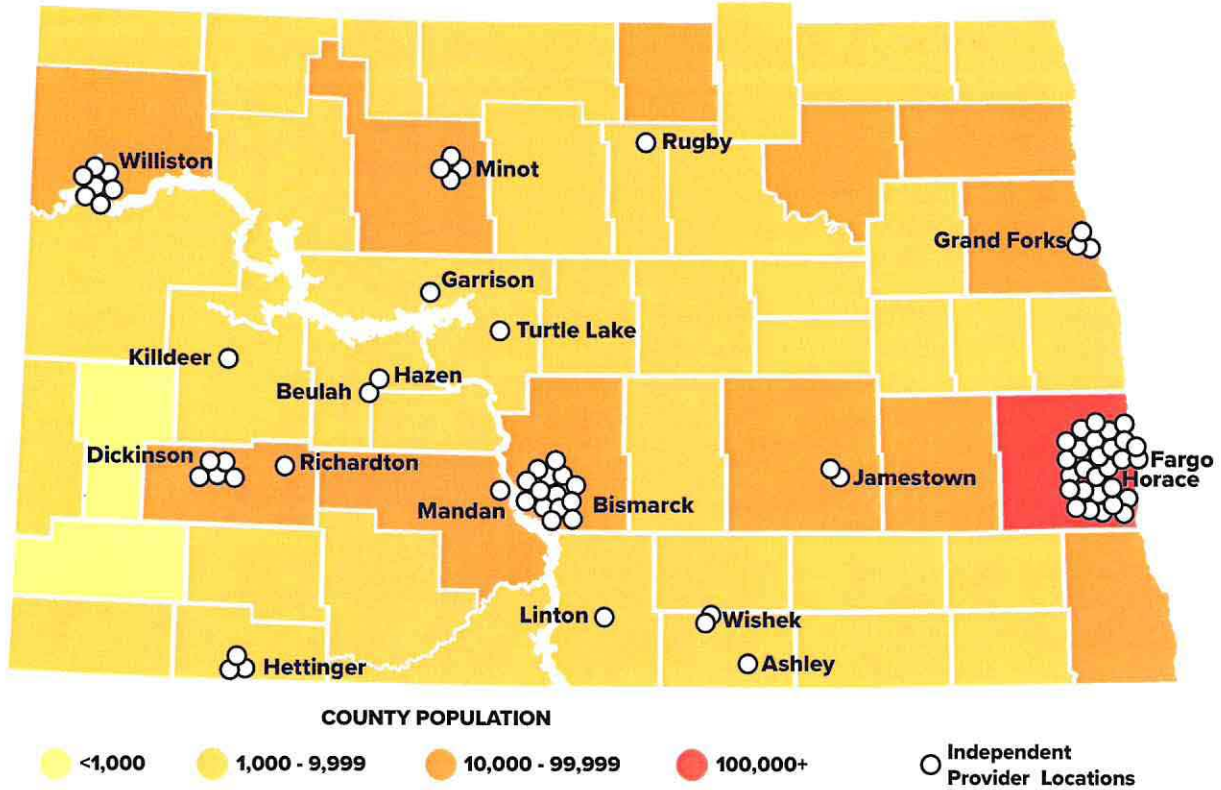 Williston
Minot
Rugby
Grand Forks
Garrison
Turtle Lake
Killdeer
Hazen
Beulah
Dickinson
Richardton
Mandan
Bismarck
Jamestown
Fargo
Horace
Linton
Wishek
Ashley
Hettinger
COUNTY POPULATION
<1,000
1,000 - 9,999
10,000 - 99,999
100,000+
Independent
Provider Locations